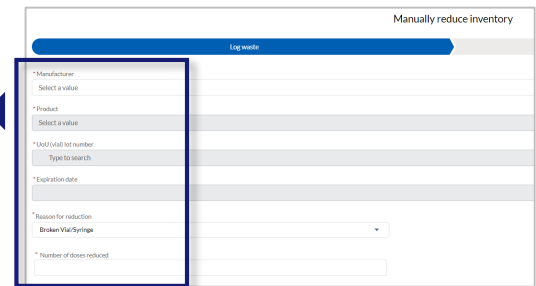 Manually reduce inventory
Log waste
* Manufacturer
Select a value
* Product
Select a value
* UoU (vial) lot number
Type to search
* Expiration date
* Reason for reduction
Broken Vial/Syringe
* Number of doses reduced